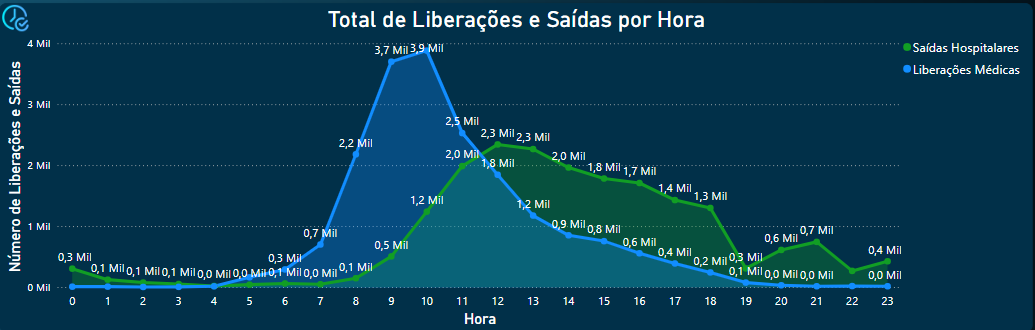 Total de Liberações e Saídas por Hora
Saídas Hospitalares
Liberações Médicas
Número de Liberações e Saídas
4 Mil
3 Mil
2 Mil
1 Mil
0 Mil
0,3 Mil
0,1 Mil
0,1 Mil
0,1 Mil
0,0 Mil
0,0 Mil
0,3 Mil
0,1 Mil
0,7 Mil
0,0 Mil
2,2 Mil
0,1 Mil
3,7 Mil
0,5 Mil
3,9 Mil
1,2 Mil
2,5 Mil
2,0 Mil
2,3 Mil
1,8 Mil
2,3 Mil
1,2 Mil
2,0 Mil
0,9 Mil
1,8 Mil
0,8 Mil
1,7 Mil
0,6 Mil
1,4 Mil
0,4 Mil
1,3 Mil
0,2 Mil
0,3 Mil
0,1 Mil
0,6 Mil
0,0 Mil
0,7 Mil
0,0 Mil
0,4 Mil
0,0 Mil
0 1 2 3 4 5 6 7 8 9 10 11 12 13 14 15 16 17 18 19 20 21 22 23
Hora